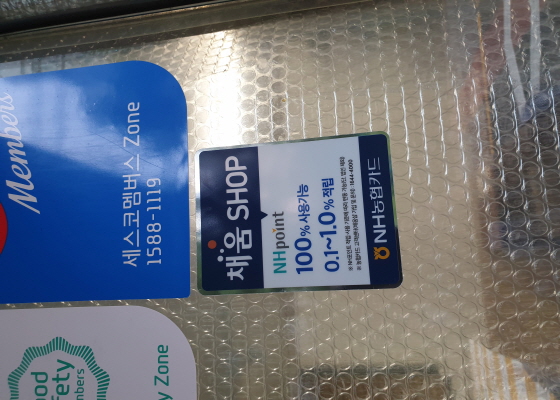 Members
세스코멤버스 Zone
1588-1119
채움 SHOP
NHpoint
100% 사용가능
0.1~1.0% 적립
NH농협카드
Zone